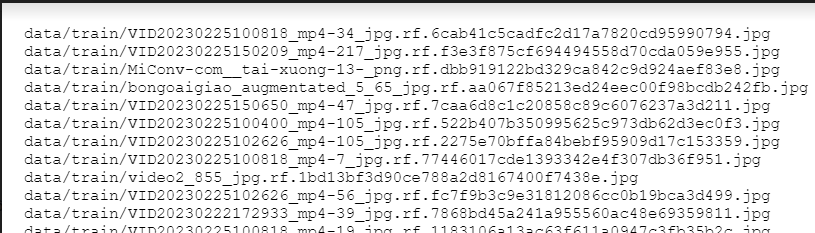 data/train/VID20230225100818_mp4-34_jpg.rf.6cab41c5cadfc2d17a7820cd95990794.jpg
data/train/VID20230225150209_mp4-217_jpg.rf.f3e3f875cf694494558d70cda059e955.jpg
data/train/MiConv-com__tai-xuong-13-_png.rf.dbb919122bd329ca842c9d924aef83e8.jpg
data/train/bongoaigiao_augmentated_5_65_jpg.rf.aa067f85213ed24eec00f98bcdb242fb.jpg
data/train/VID20230225150650_mp4-47_jpg.rf.7caa6d8c1c20858c89c6076237a3d211.jpg
data/train/VID20230225100400_mp4-105_jpg.rf.522b407b350995625c973db62d3ec0f3.jpg
data/train/VID20230225102626_mp4-105_jpg.rf.2275e70bffa84bebf95909d17c153359.jpg
data/train/VID20230225100818_mp4-7_jpg.rf.77446017cde1393342e4f307db36f951.jpg
data/train/video2_855_jpg.rf.1bd13bf3d90ce788a2d8167400f7438e.jpg
data/train/VID20230225102626_mp4-56_jpg.rf.fc7f9b3c9e31812086cc0b19bca3d499.jpg
data/train/VID20230222172933_mp4-39_jpg.rf.7868bd45a241a955560ac48e69359811.jpg
data/train/VID20230225100818_mp4-19_jpg.rf.1183106a13ac63f611a0947c3fb35b2c.jpg